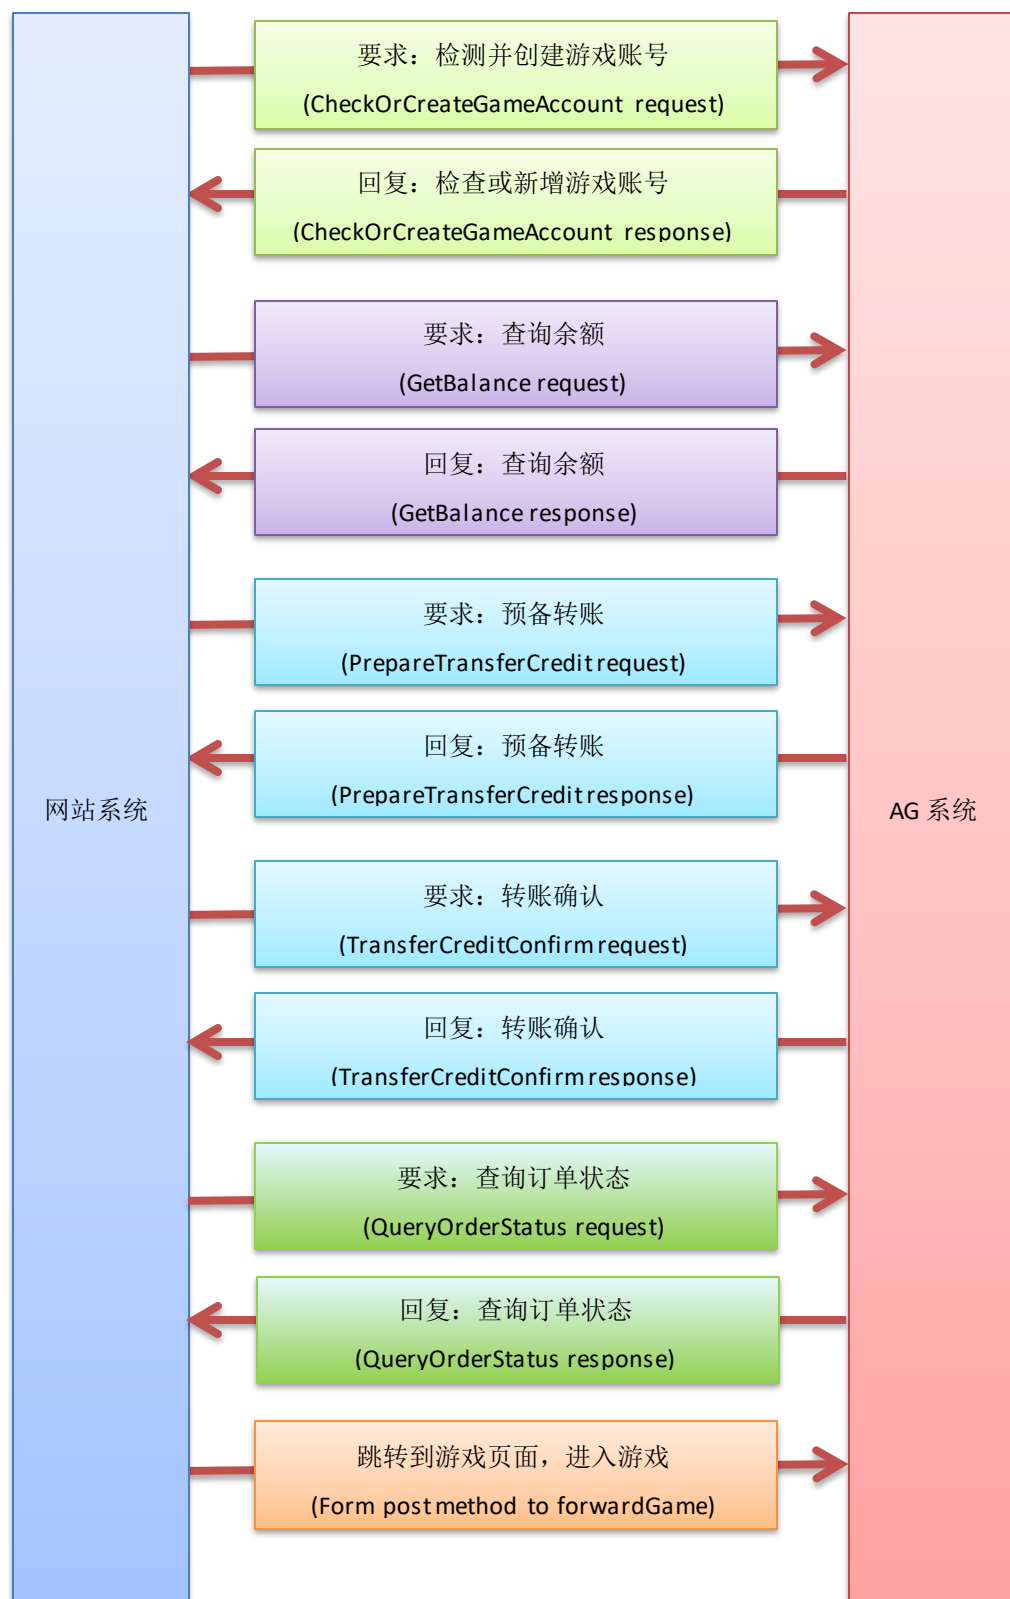 要求：检测并创建游戏账号
(CheckOrCreateGameAccount request)
回复：检查或新增游戏账号
(CheckOrCreateGameAccount response)
要求：查询余额
(GetBalance request)
回复：查询余额
(GetBalance response)
要求：预备转账
(PrepareTransferCredit request)
回复：预备转账
(PrepareTransferCredit response)
网站系统
AG 系统
要求：转账确认
(TransferCreditConfirm request)
回复：转账确认
(TransferCreditConfirm response)
要求：查询订单状态
(QueryOrderStatus request)
回复：查询订单状态
(QueryOrderStatus response)
跳转到游戏页面，进入游戏
(Form post method to forwardGame)